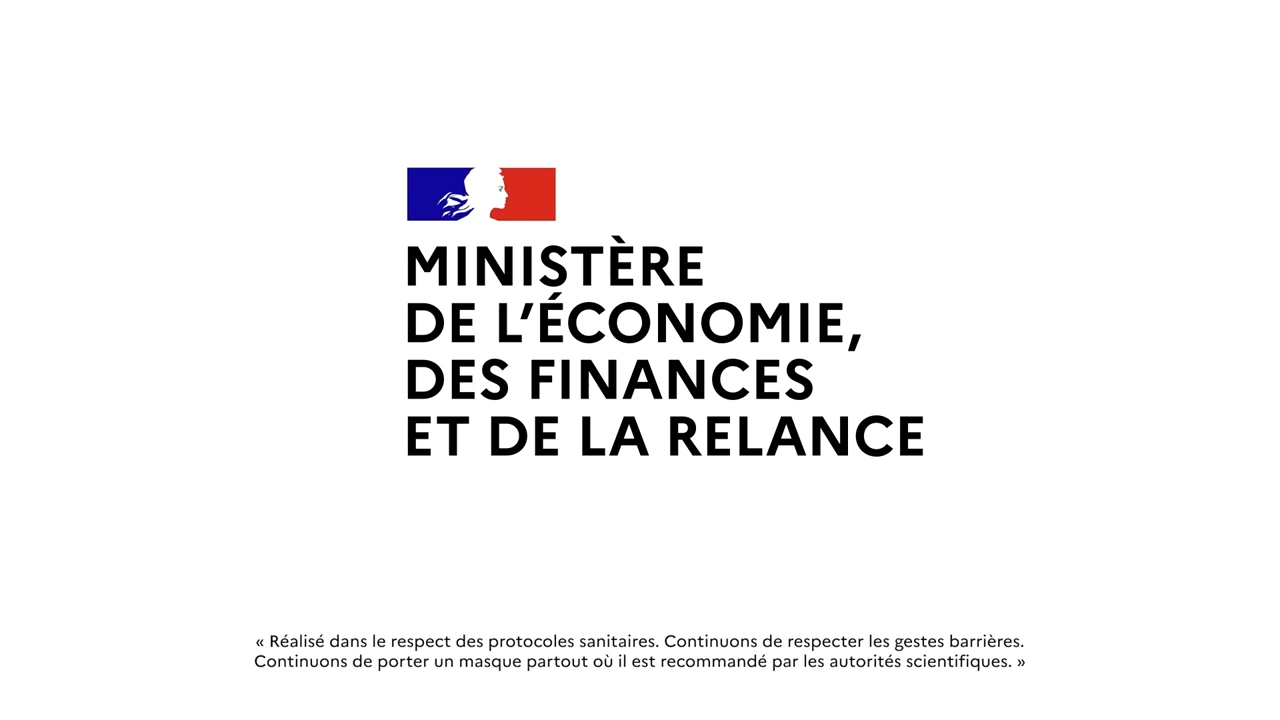 MINISTÈRE
DE L’ÉCONOMIE,
DES FINANCES
ET DE LA RELANCE
« Réalisé dans le respect des protocoles sanitaires. Continuons de respecter les gestes barrières.
Continuons de porter un masque partout où il est recommandé par les autorités scientifiques. »